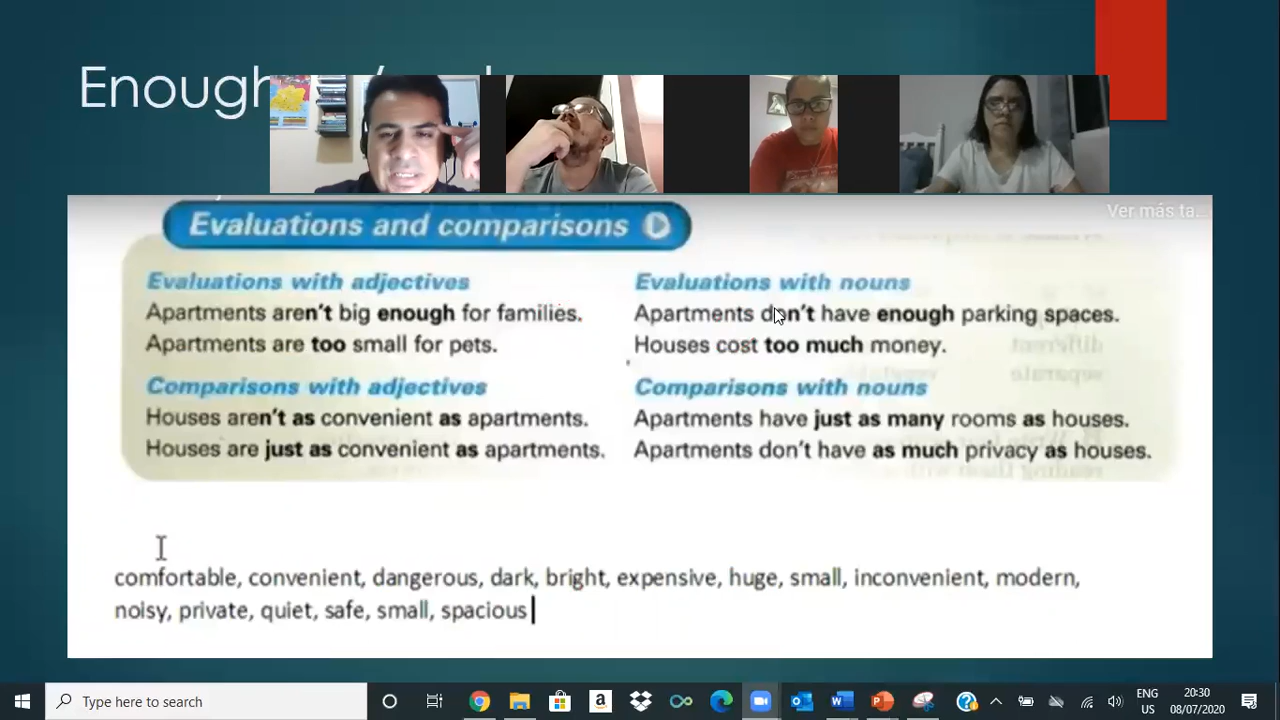 Enough
Evaluations and comparisons
Ver más ta...
Evaluations with adjectives
Apartments aren't big enough for families.
Apartments are too small for pets.
Evaluations with nouns
Apartments don't have enough parking spaces.
Houses cost too much money.
Comparisons with adjectives
Houses aren't as convenient as apartments.
Houses are just as convenient as apartments.
Comparisons with nouns
Apartments have just as many rooms as houses.
Apartments don't have as much privacy as houses.
comfortable, convenient, dangerous, dark, bright, expensive, huge, small, inconvenient, modern,
noisy, private, quiet, safe, small, spacious
Type here to search
ENG
US
20:30
08/07/2020